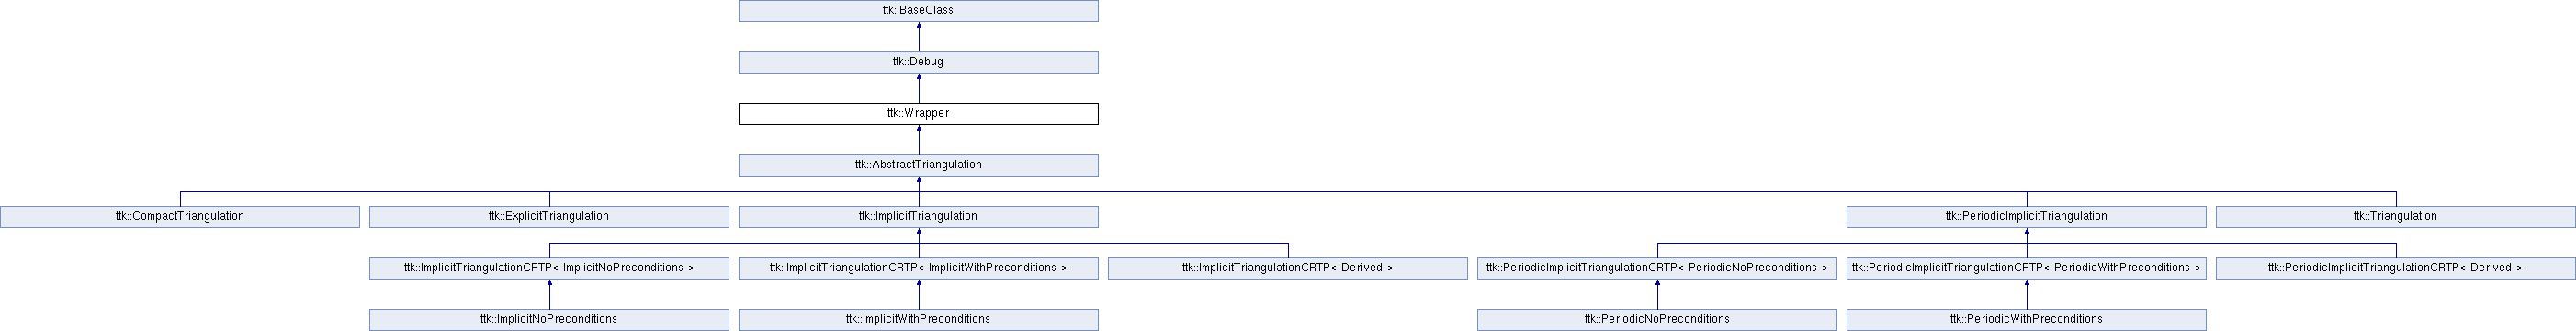 ttk::BaseClass
ttk::Debug
ttk::Wrapper
ttk::AbstractTriangulation
ttk::CompactTriangulation
ttk::ExplicitTriangulation
ttk::ImplicitTriangulation
ttk::PeriodicImplicitTriangulation
ttk::Triangulation
ttk::ImplicitTriangulationCRTP< ImplicitNoPreconditions >
ttk::ImplicitTriangulationCRTP< ImplicitWithPreconditions >
ttk::ImplicitTriangulationCRTP< Derived >
ttk::PeriodicImplicitTriangulationCRTP< PeriodicNoPreconditions >
ttk::PeriodicImplicitTriangulationCRTP< PeriodicWithPreconditions >
ttk::PeriodicImplicitTriangulationCRTP< Derived >
ttk::ImplicitNoPreconditions
ttk::ImplicitWithPreconditions
ttk::PeriodicNoPreconditions
ttk::PeriodicWithPreconditions